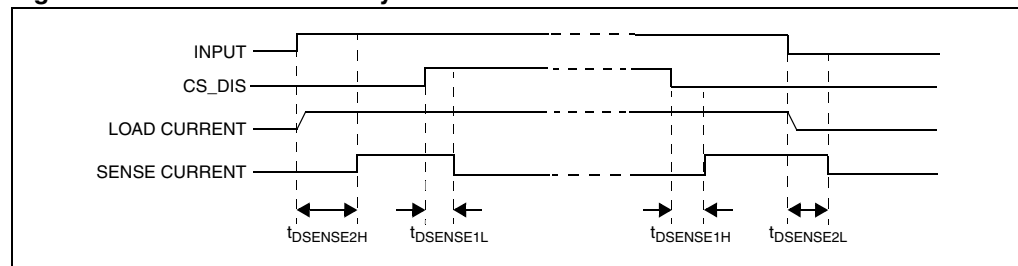 INPUT
CS_DIS
LOAD CURRENT
SENSE CURRENT
tDSENSE2H tDSENSE1L tDSENSE1H tDSENSE2L